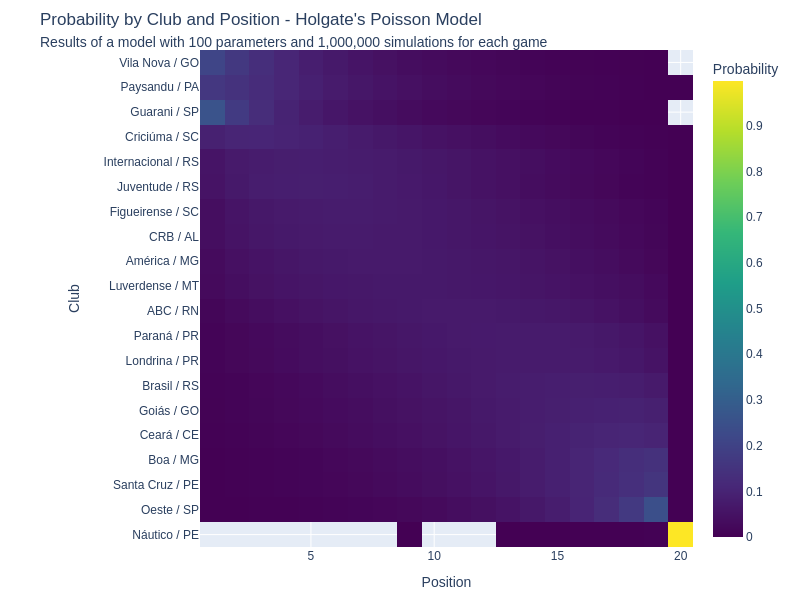 Probability by Club and Position - Holgate's Poisson Model
Results of a model with 100 parameters and 1,000,000 simulations for each game
Probability
Vila Nova / GO
Paysandu / PA
Guarani / SP
Criciúma / SC
Internacional / RS
Juventude / RS
Figueirense / SC
CRB / AL
América / MG
Luverdense / MT
ABC / RN
Paraná / PR
Londrina / PR
Brasil / RS
Goiás / GO
Ceará / CE
Boa / MG
Santa Cruz / PE
Oeste / SP
Náutico / PE
Club
5
10
15
20
Position
0.9
0.8
0.7
0.6
0.5
0.4
0.3
0.2
0.1
0